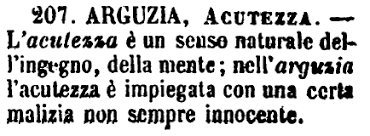 207. ARGUZIA, ACUTEZZA. —
L'acutezza è un senso naturale del-
l'ingegno, della mente; nell'arguzia
l'acutezza è impiegata con una certa
malizia non sempre innocente.